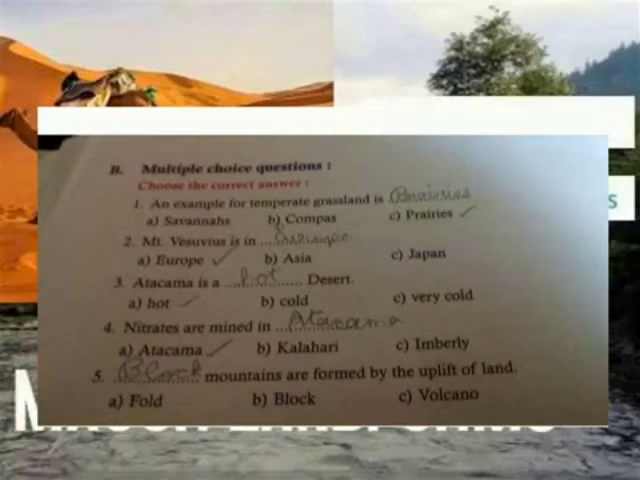 B. Multiple choice questions :
Choose the correct answer :
1. An example for temperate grassland is Prairies
a) Savannahs b) Compas c) Prairies ✓
2. Mt. Vesuvius is in ....Europe
a) Europe ✓ b) Asia c) Japan
3. Atacama is a ...hot......... Desert.
a) hot ✓ b) cold c) very cold
4. Nitrates are mined in ...Atacama
a) Atacama ✓ b) Kalahari c) Imberly
5. Block mountains are formed by the uplift of land.
a) Fold b) Block c) Volcano